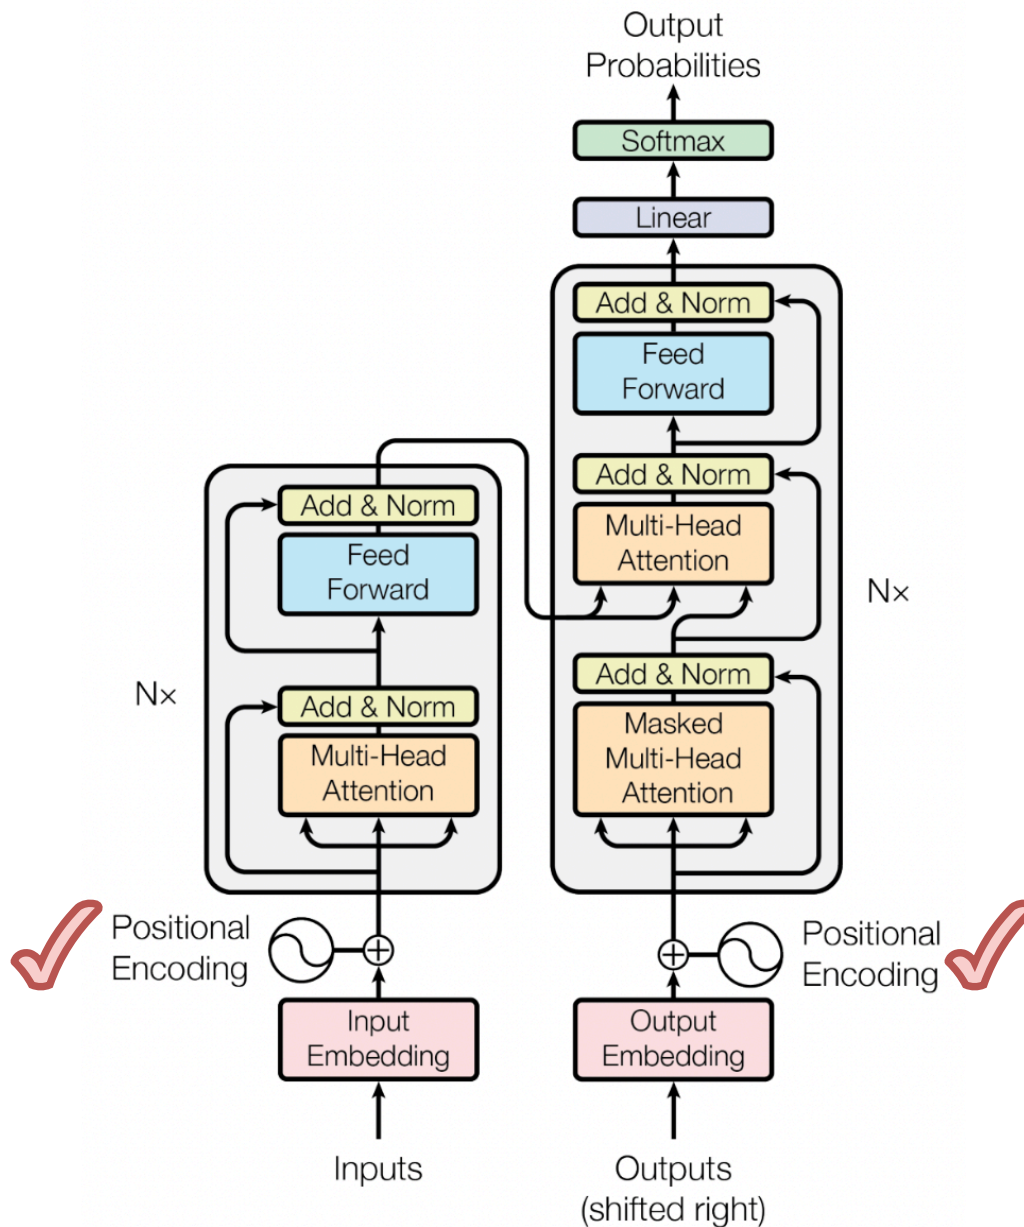 Output
Probabilities
Softmax
Linear
Add & Norm
Feed
Forward
Add & Norm
Multi-Head
Attention
N×
Add & Norm
Masked
Multi-Head
Attention
Add & Norm
Feed
Forward
N×
Add & Norm
Multi-Head
Attention
Positional
Encoding
Positional
Encoding
Input
Embedding
Output
Embedding
Inputs
Outputs
(shifted right)